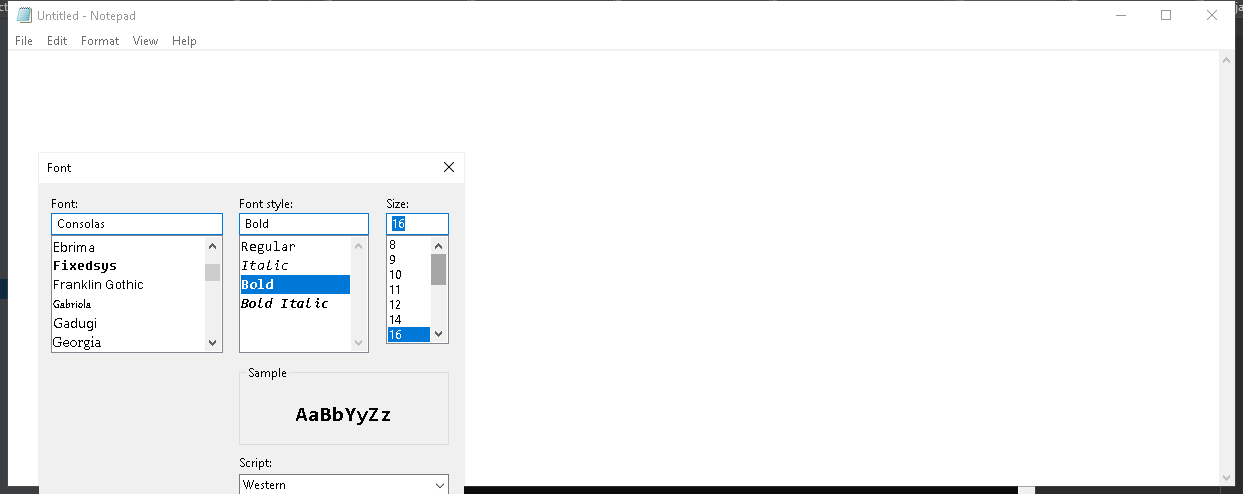 Untitled - Notepad
File Edit Format View Help
Font
Font: Font style: Size:
Consolas Bold 16
Ebrima
Fixedsys
Franklin Gothic
Gabriola
Gadugi
Georgia
Regular
Italic
Bold
Bold Italic
8
9
10
11
12
14
16
Sample
AaBbYyZz
Script:
Western